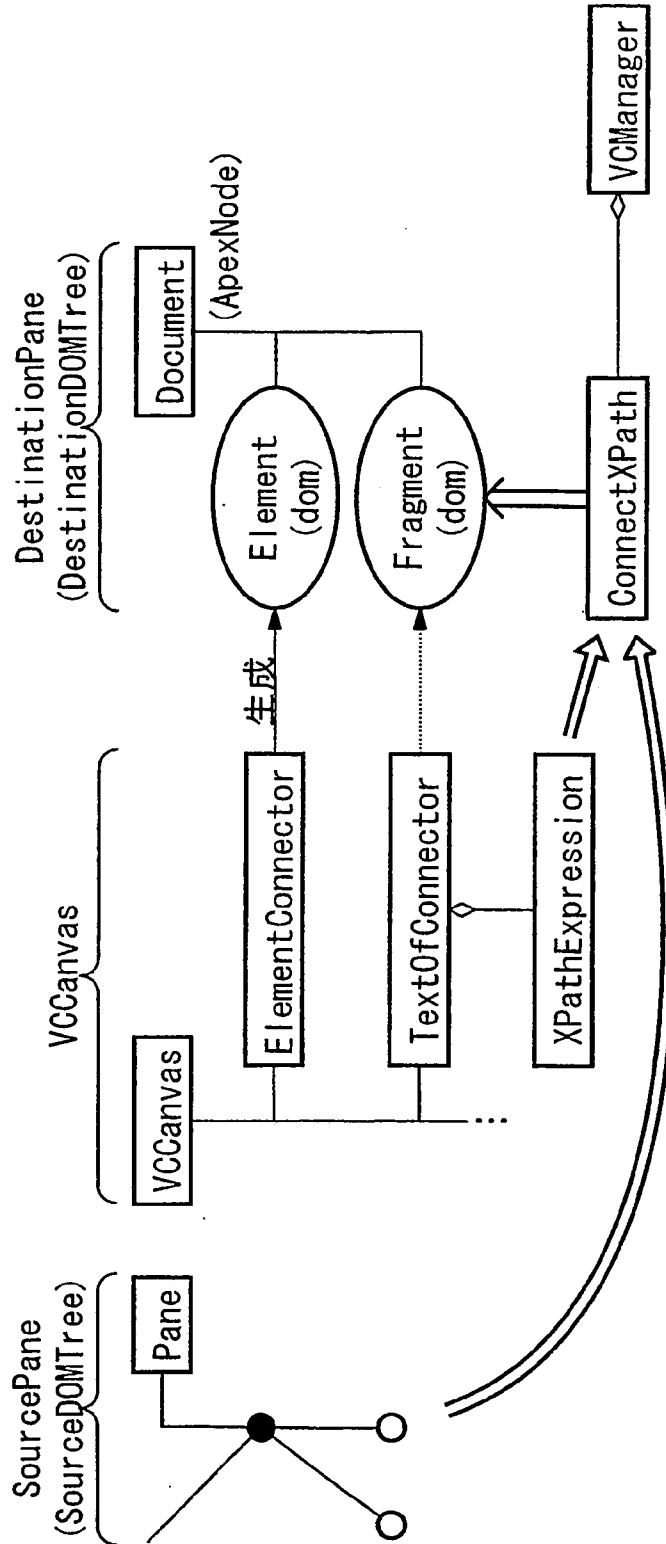 SourcePane
(SourceDOMTree)
Pane
VCCanvas
VCCanvas
ElementConnector
TextOfConnector
XPathExpression
...
生成
DestinationPane
(DestinationDOMTree)
Document
(ApexNode)
Element
(dom)
Fragment
(dom)
ConnectXPath
VCManager